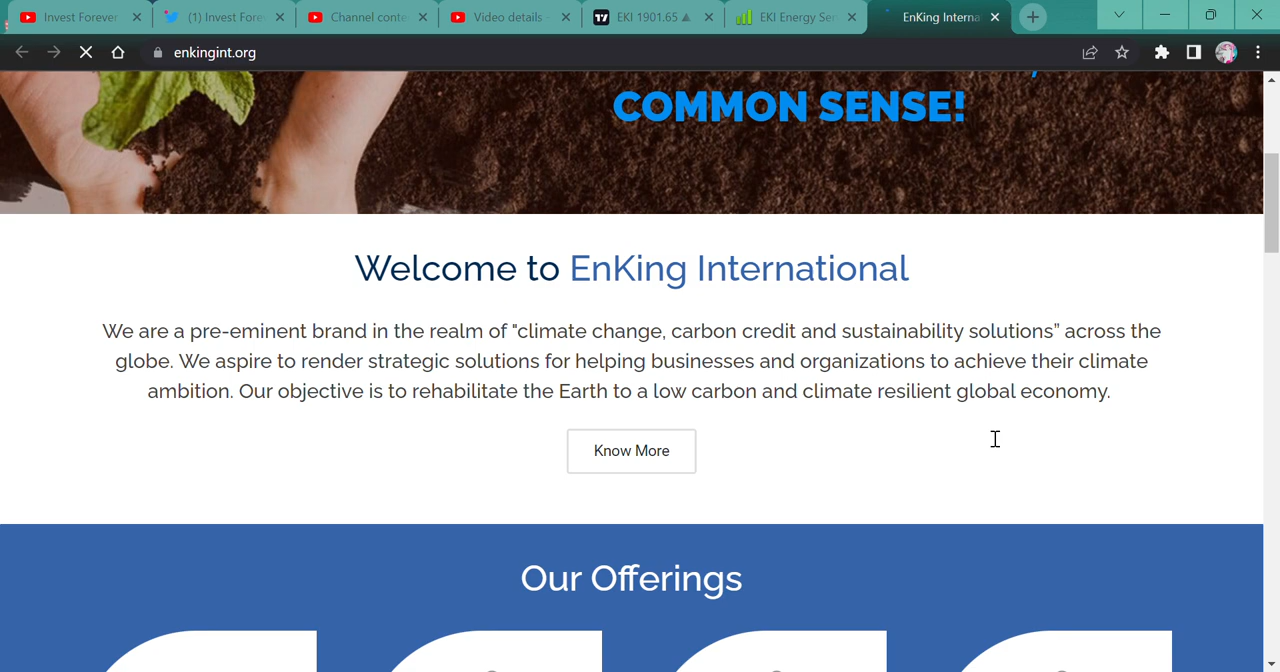 Invest Forever
(1) Invest Fore
Channel conte
Video details -
EKI 1901.65
EKI Energy Ser
EnKing Interna
enkingint.org
COMMON SENSE!
Welcome to EnKing International
We are a pre-eminent brand in the realm of "climate change, carbon credit and sustainability solutions” across the
globe. We aspire to render strategic solutions for helping businesses and organizations to achieve their climate
ambition. Our objective is to rehabilitate the Earth to a low carbon and climate resilient global economy.
Know More
Our Offerings